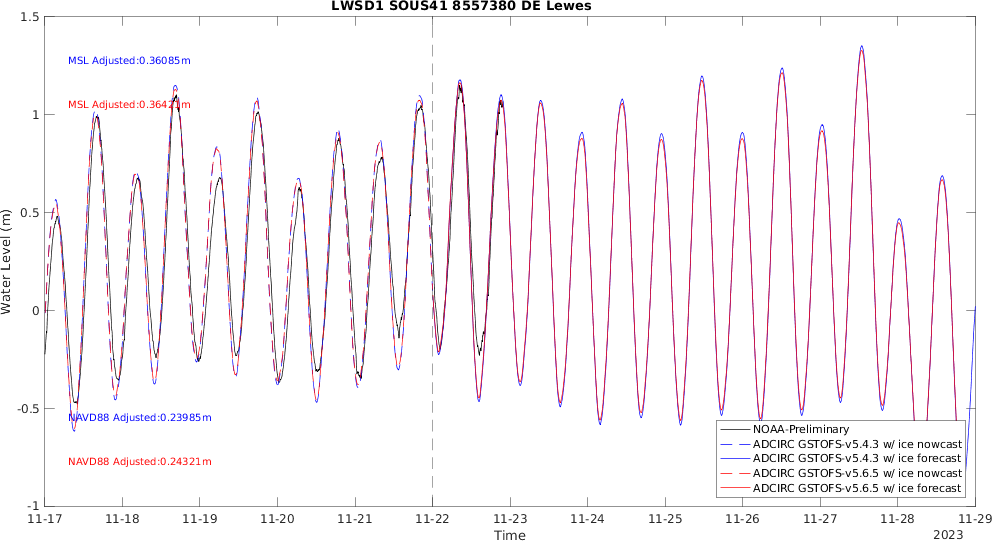 LWSD1 SOUS41 8557380 DE Lewes
1.5
1
0.5
0
-0.5
-1
Water Level (m)
MSL Adjusted:0.36085m
MSL Adjusted:0.36421m
NAVD88 Adjusted:0.23985m
NAVD88 Adjusted:0.24321m
NOAA-Preliminary
ADCIRC GSTOFS-v5.4.3 w/ ice nowcast
ADCIRC GSTOFS-v5.4.3 w/ ice forecast
ADCIRC GSTOFS-v5.6.5 w/ ice nowcast
ADCIRC GSTOFS-v5.6.5 w/ ice forecast
11-17 11-18 11-19 11-20 11-21 11-22 11-23 11-24 11-25 11-26 11-27 11-28 11-29
Time
2023